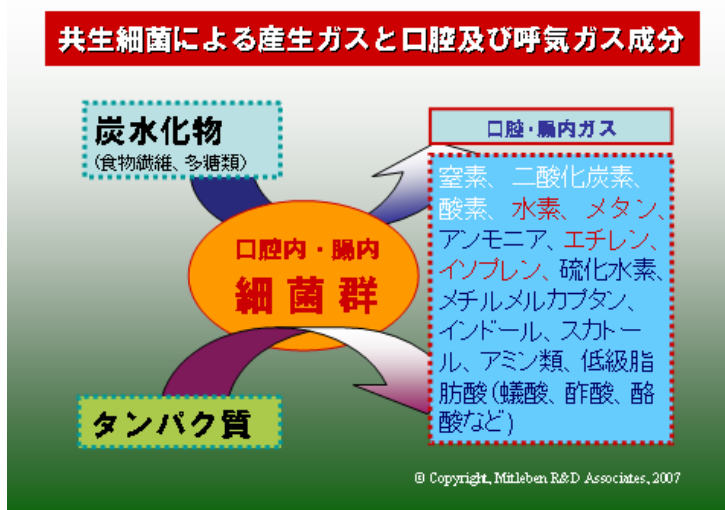 共生細菌による産生ガスと口腔及び呼気ガス成分
炭水化物
(食物繊維、多糖類)
口腔・腸内ガス
窒素、二酸化炭素、
酸素、水素、メタン、
アンモニア、エチレン、
イソプレン、硫化水素、
メチルメルカプタン、
インドール、スカトー
ル、アミン類、低級脂
肪酸(蟻酸、酢酸、酪
酸など)
口腔内・腸内
細菌群
タンパク質
© Copyright, Mitleben R&D Associates, 2007